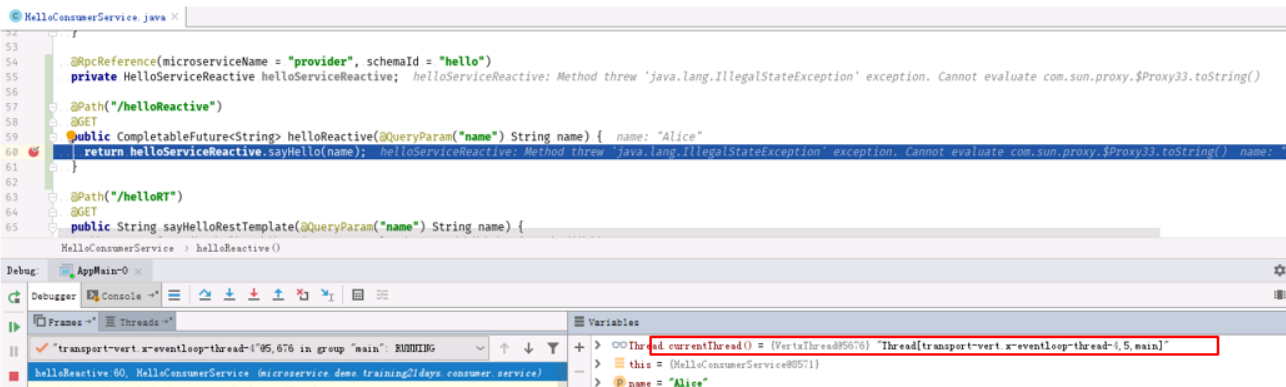 HelloConsumerService.java ×
52 }
53
54 @RpcReference(microserviceName = "provider", schemaId = "hello")
55 private HelloServiceReactive helloServiceReactive; helloServiceReactive: Method threw 'java.lang.IllegalStateException' exception. Cannot evaluate com.sun.proxy.$Proxy33.toString()
56
57 @Path("/helloReactive")
58 @GET
59 public CompletableFuture<String> helloReactive(@QueryParam("name") String name) { name: "Alice"
60 return helloServiceReactive.sayHello(name); helloServiceReactive: Method threw 'java.lang.IllegalStateException' exception. Cannot evaluate com.sun.proxy.$Proxy33.toString() name: "
61 }
62
63 @Path("/helloRT")
64 @GET
65 public String sayHelloRestTemplate(@QueryParam("name") String name) {
HelloConsumerService > helloReactive()
Debug: AppMain-0 ×
Debugger Console
Frames Threads Variables
"transport-vert.x-eventloop-thread-4"@5,676 in group "main": RUNNING
Thread.currentThread() = {VertxThread@5676} "Thread[transport-vert.x-eventloop-thread-4,5,main]"
helloReactive:60, HelloConsumerService (microservice.demo.training21days.consumer.service)
this = {HelloConsumerService@8571}
name = "Alice"